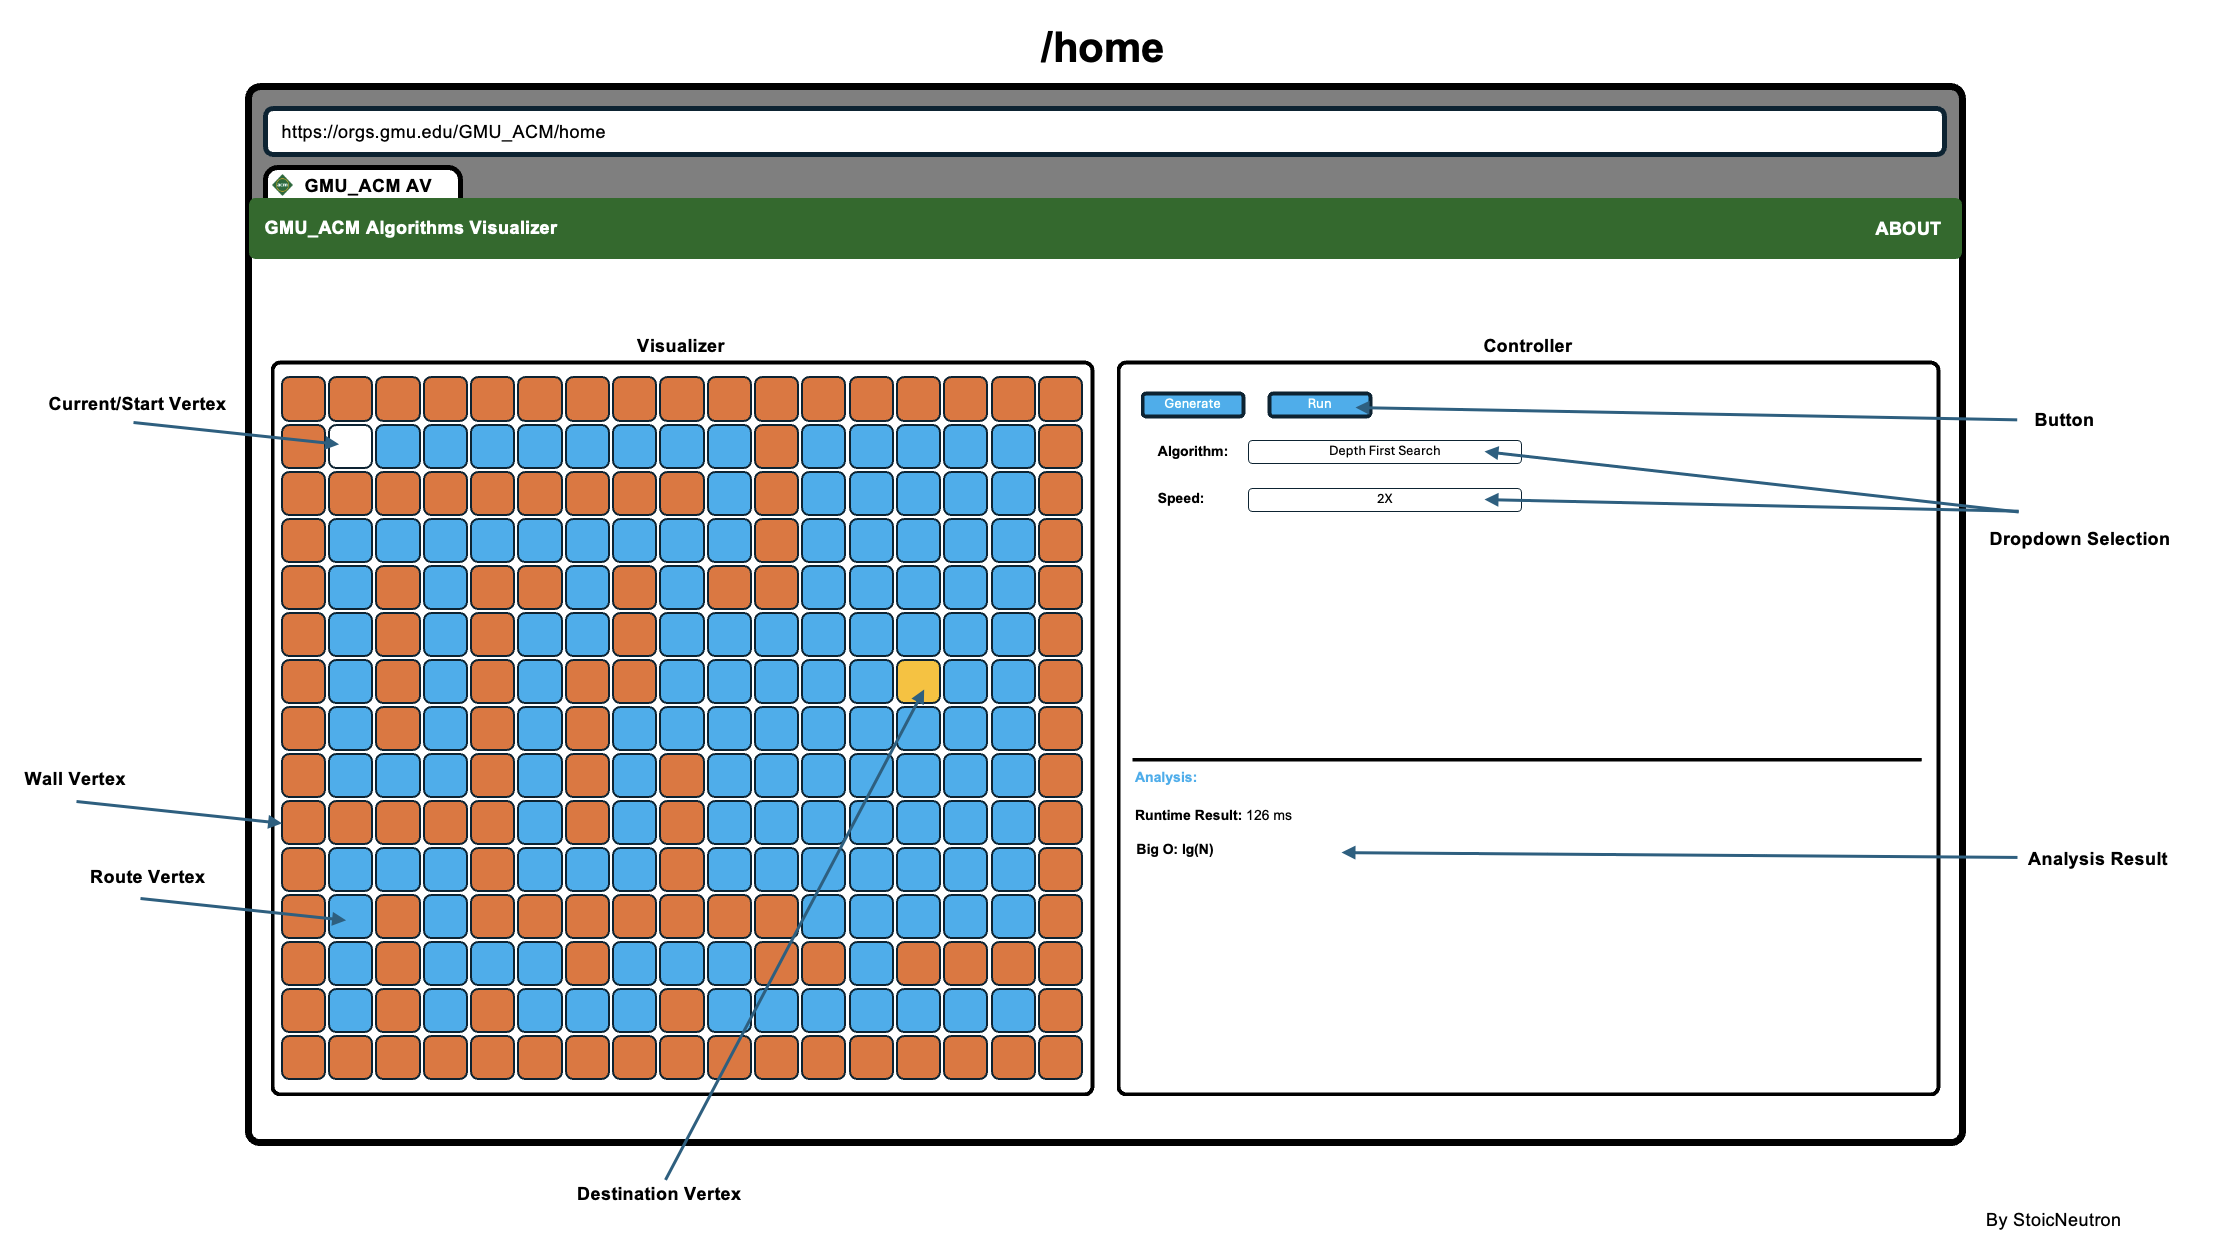 /home
https://orgs.gmu.edu/GMU_ACM/home
GMU_ACM AV
GMU_ACM Algorithms Visualizer
ABOUT
Visualizer
Controller
Current/Start Vertex
Generate
Run
Button
Algorithm:
Depth First Search
Speed:
2X
Dropdown Selection
Wall Vertex
Analysis:
Runtime Result: 126 ms
Big O: lg(N)
Analysis Result
Route Vertex
Destination Vertex
By StoicNeutron